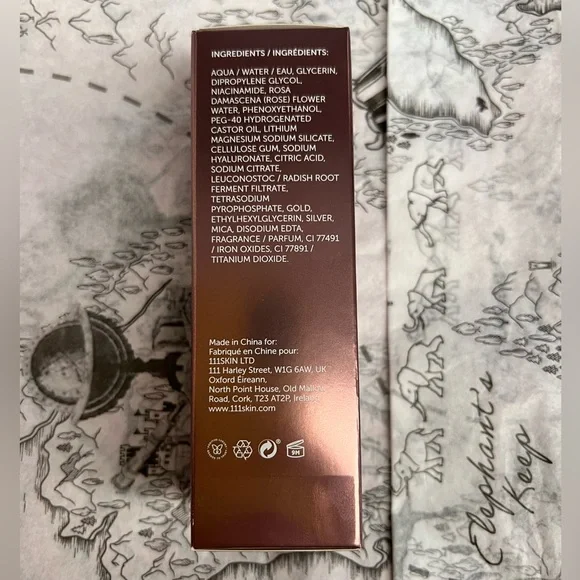 INGREDIENTS / INGRÉDIENTS:
AQUA / WATER / EAU, GLYCERIN,
DIPROPYLENE GLYCOL,
NIACINAMIDE, ROSA
DAMASCENA (ROSE) FLOWER
WATER, PHENOXYETHANOL,
PEG-40 HYDROGENATED
CASTOR OIL, LITHIUM
MAGNESIUM SODIUM SILICATE,
CELLULOSE GUM, SODIUM
HYALURONATE, CITRIC ACID,
SODIUM CITRATE,
LEUCONOSTOC / RADISH ROOT
FERMENT FILTRATE,
TETRASODIUM
PYROPHOSPHATE, GOLD,
ETHYLHEXYLGLYCERIN, SILVER,
MICA, DISODIUM EDTA,
FRAGRANCE / PARFUM, CI 77491
/ IRON OXIDES, CI 77891 /
TITANIUM DIOXIDE.
Made in China for:
Fabriqué en Chine pour:
111SKIN LTD
111 Harley Street, W1G 6AW, UK
Oxford Éireann,
North Point House, Old Mallow
Road, Cork, T23 AT2P, Ireland
www.111skin.com
9M
Elephant's
Keep